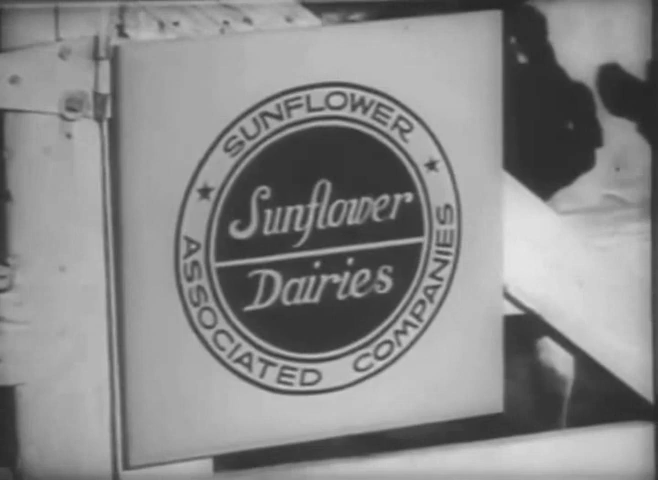 SUNFLOWER
Sunflower
Dairies
ASSOCIATED COMPANIES